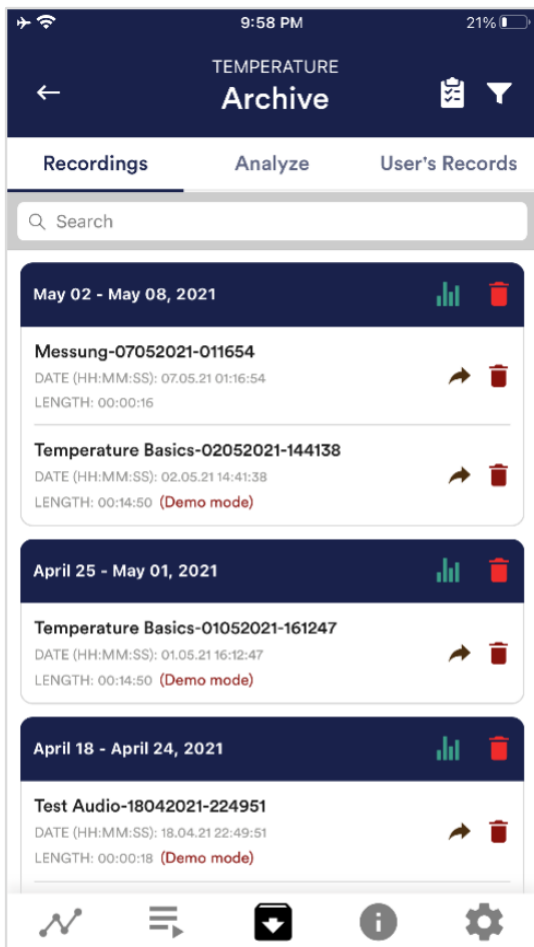 9:58 PM
21%
TEMPERATURE
Archive
Recordings
Analyze
User's Records
Search
May 02 - May 08, 2021
Messung-07052021-011654
DATE (HH:MM:SS): 07.05.21 01:16:54
LENGTH: 00:00:16
Temperature Basics-02052021-144138
DATE (HH:MM:SS): 02.05.21 14:41:38
LENGTH: 00:14:50 (Demo mode)
April 25 - May 01, 2021
Temperature Basics-01052021-161247
DATE (HH:MM:SS): 01.05.21 16:12:47
LENGTH: 00:14:50 (Demo mode)
April 18 - April 24, 2021
Test Audio-18042021-224951
DATE (HH:MM:SS): 18.04.21 22:49:51
LENGTH: 00:00:18 (Demo mode)